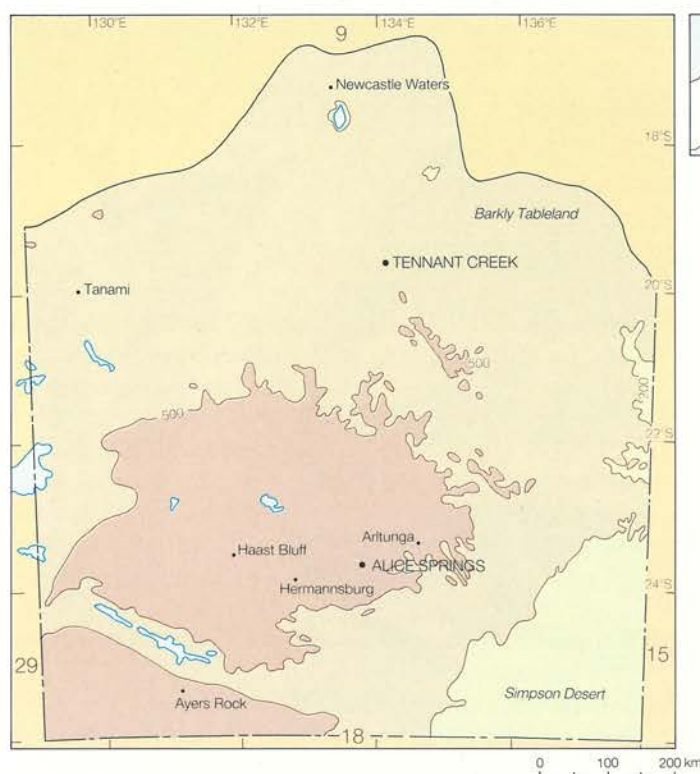 130°E
132°E
9
134°E
136°E
Newcastle Waters
18°S
Barkly Tableland
TENNANT CREEK
Tanami
20°S
500
200
500
22°S
Arltunga
Haast Bluff
ALICE SPRINGS
Hermannsburg
24°S
29
15
Simpson Desert
Ayers Rock
18
0 100 200 km